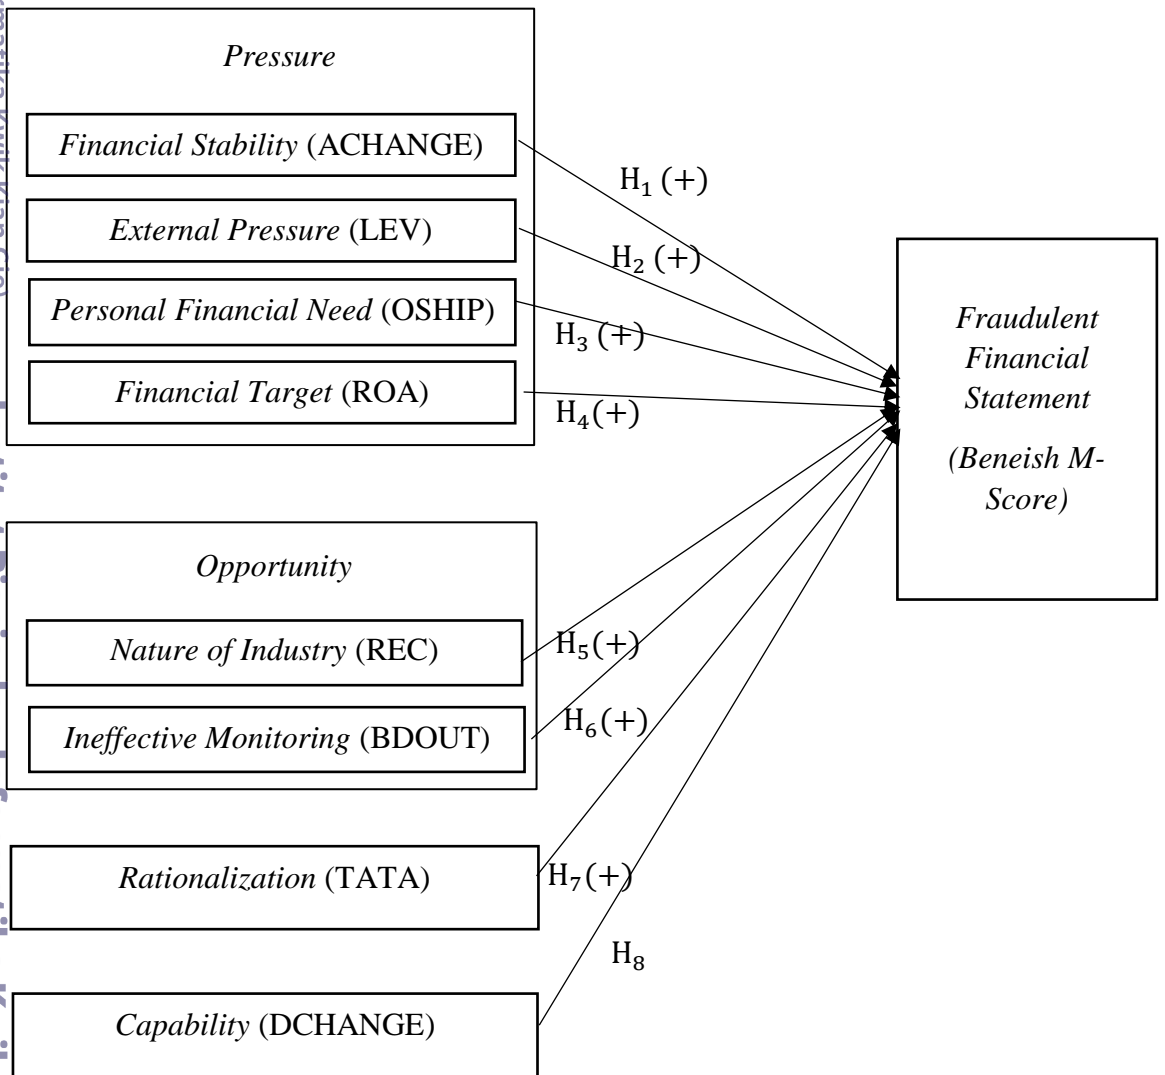 Pressure
Financial Stability (ACHANGE)
H₁ (+)
External Pressure (LEV)
H₂ (+)
Personal Financial Need (OSHIP)
H₃ (+)
Financial Target (ROA)
H₄(+)
Fraudulent
Financial
Statement
(Beneish M-
Score)
Opportunity
Nature of Industry (REC)
H₅(+)
Ineffective Monitoring (BDOUT)
H₆(+)
Rationalization (TATA)
H₇(+)
H₈
Capability (DCHANGE)